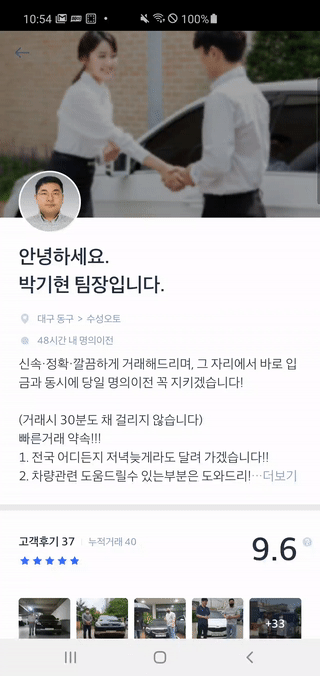 10:54 100%
안녕하세요.
박기현 팀장입니다.
대구 동구 > 수성오토
48시간 내 명의이전
신속·정확·깔끔하게 거래해드리며, 그 자리에서 바로 입
금과 동시에 당일 명의이전 꼭 지키겠습니다!
(거래시 30분도 채 걸리지 않습니다)
빠른거래 약속!!!
1. 전국 어디든지 저녁늦게라도 달려 가겠습니다!!
2. 차량관련 도움드릴수 있는부분은 도와드리!···더보기
고객후기 37 누적거래 40
9.6
+33